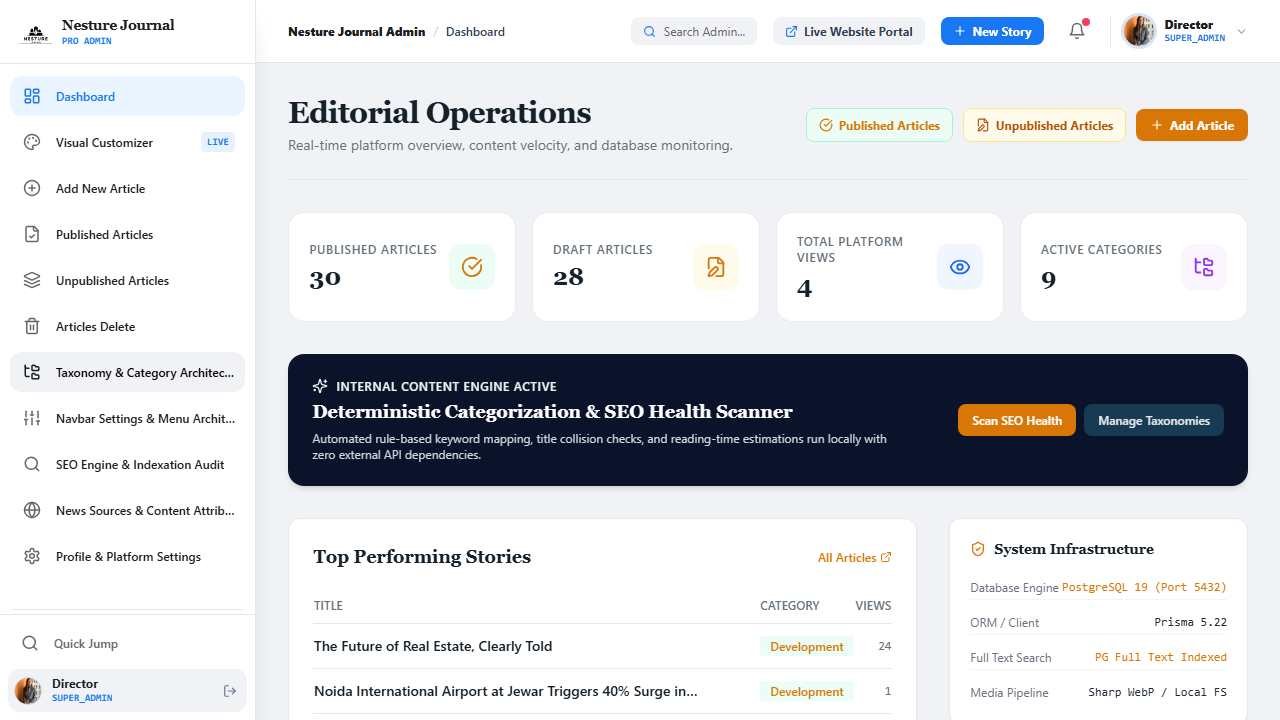 Nesture Journal
PRO ADMIN
NESTURE
Dashboard
Visual Customizer
LIVE
Add New Article
Published Articles
Unpublished Articles
Articles Delete
Taxonomy & Category Architec...
Navbar Settings & Menu Archit...
SEO Engine & Indexation Audit
News Sources & Content Attrib...
Profile & Platform Settings
Quick Jump
Director
SUPER_ADMIN
Nesture Journal Admin / Dashboard
Search Admin...
Live Website Portal
New Story
Director
SUPER_ADMIN
Editorial Operations
Real-time platform overview, content velocity, and database monitoring.
Published Articles
Unpublished Articles
Add Article
PUBLISHED ARTICLES
30
DRAFT ARTICLES
28
TOTAL PLATFORM
VIEWS
4
ACTIVE CATEGORIES
9
INTERNAL CONTENT ENGINE ACTIVE
Deterministic Categorization & SEO Health Scanner
Automated rule-based keyword mapping, title collision checks, and reading-time estimations run locally with
zero external API dependencies.
Scan SEO Health
Manage Taxonomies
Top Performing Stories
All Articles
TITLE CATEGORY VIEWS
The Future of Real Estate, Clearly Told Development 24
Noida International Airport at Jewar Triggers 40% Surge in... Development 1
System Infrastructure
Database Engine PostgreSQL 19 (Port 5432)
ORM / Client Prisma 5.22
Full Text Search PG Full Text Indexed
Media Pipeline Sharp WebP / Local FS